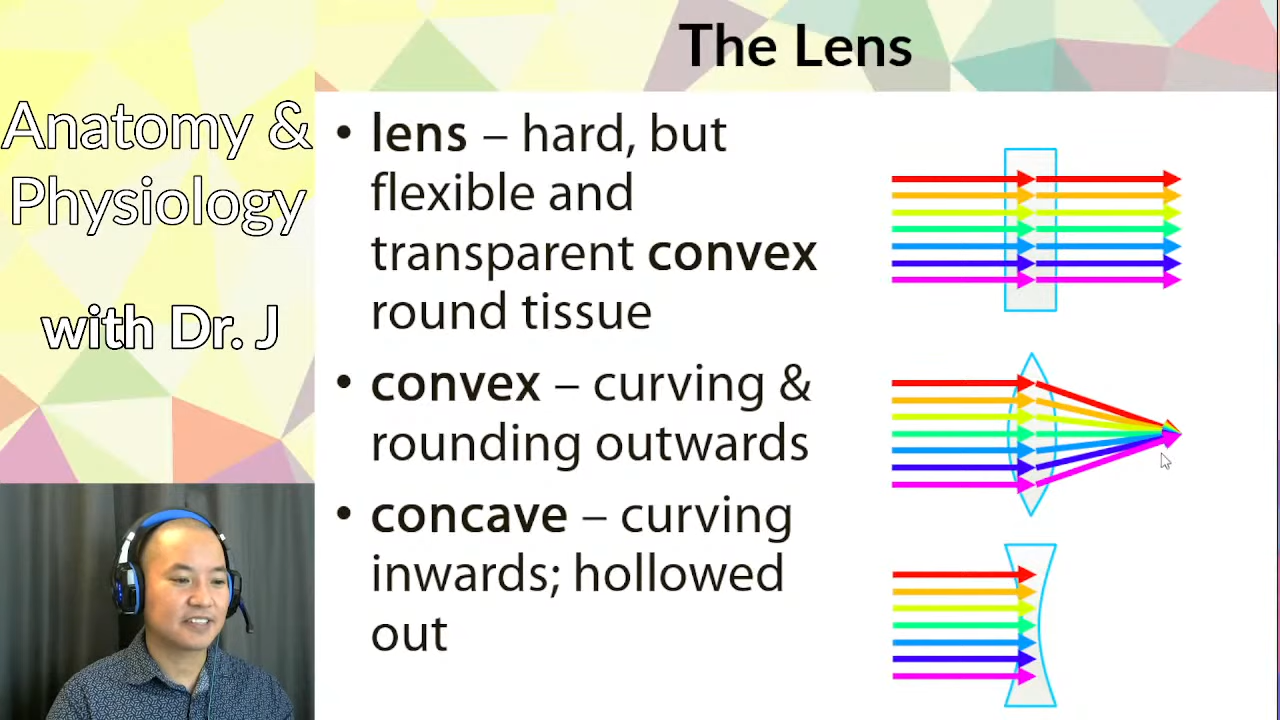 The Lens
Anatomy &
Physiology
with Dr. J
• lens – hard, but
flexible and
transparent convex
round tissue
• convex – curving &
rounding outwards
• concave – curving
inwards; hollowed
out